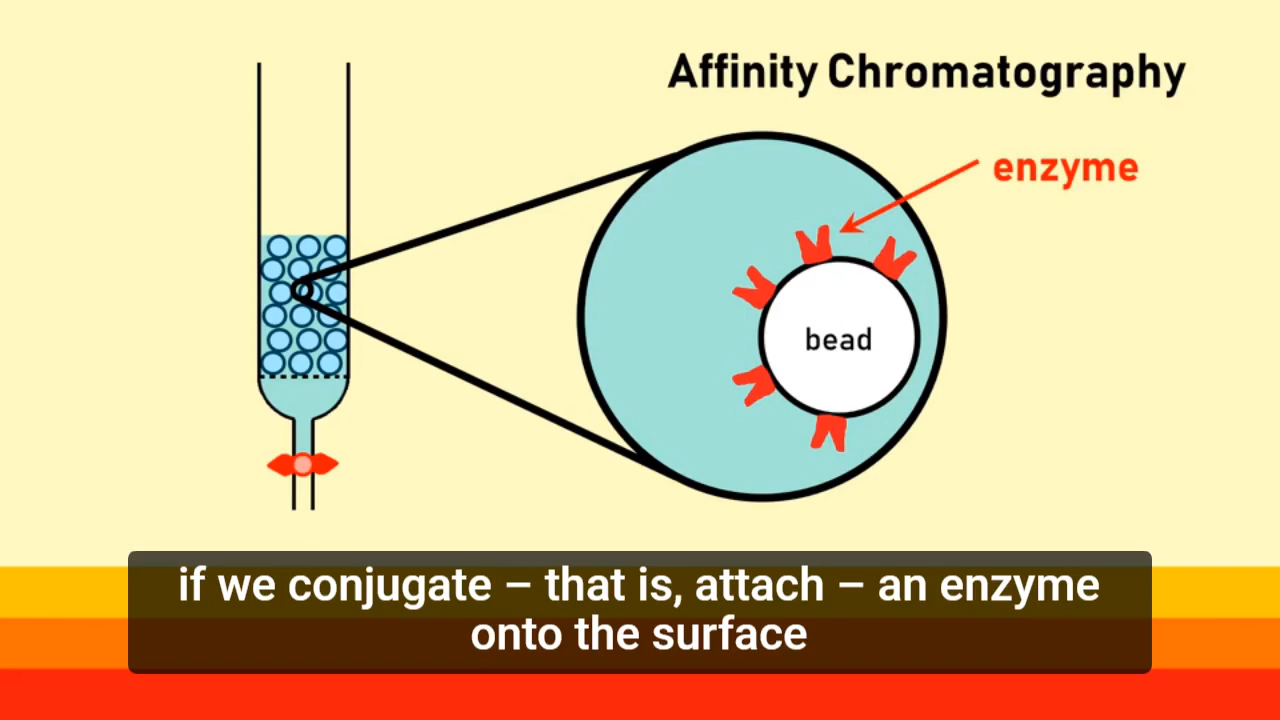 Affinity Chromatography
enzyme
bead
if we conjugate – that is, attach – an enzyme
onto the surface